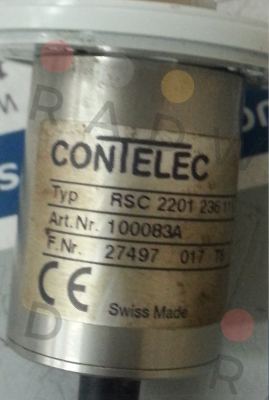 CONTELEC
Typ RSC 2201 236
Art.Nr. 100083A
F.Nr. 27497 017
CE
Swiss Made